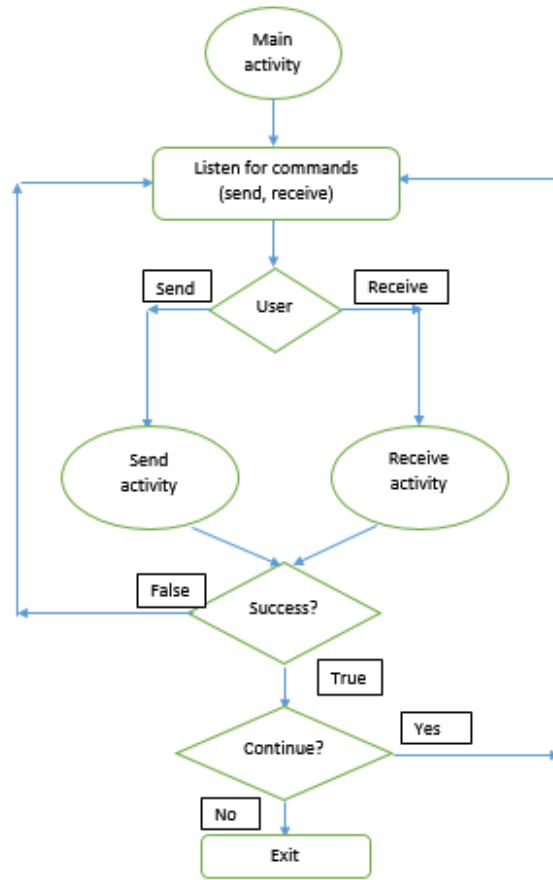 Main
activity
Listen for commands
(send, receive)
Send
User
Receive
Send
activity
Receive
activity
False
Success?
True
Continue?
Yes
No
Exit